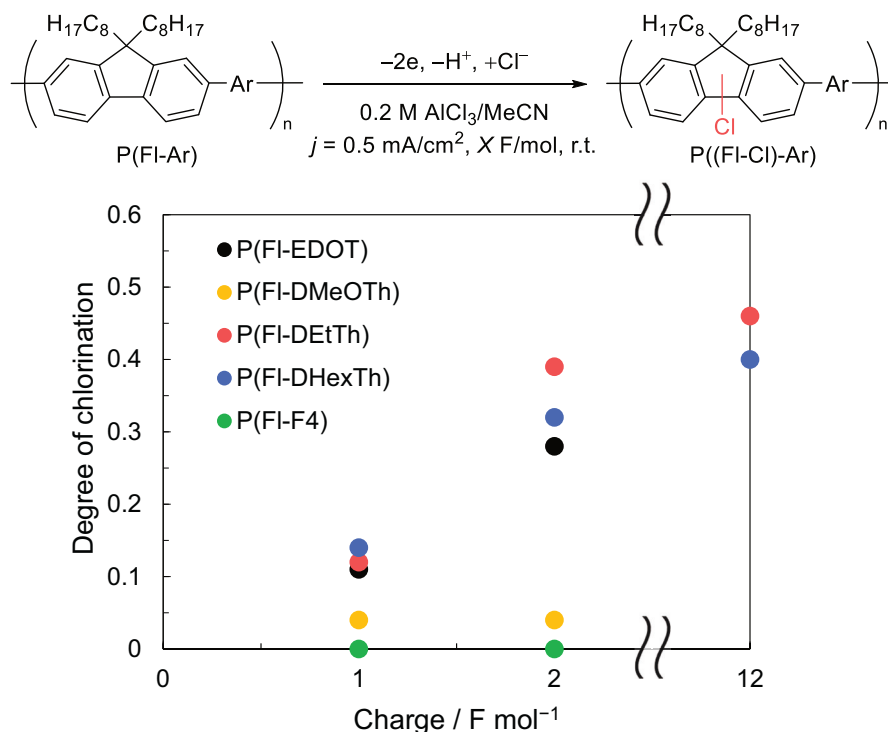 H17C8 C8H17
Ar
n
P(Fl-Ar)
–2e, –H⁺, +Cl⁻
0.2 M AlCl3/MeCN
j = 0.5 mA/cm², X F/mol, r.t.
H17C8 C8H17
Ar
n
Cl
P((Fl-Cl)-Ar)
Degree of chlorination
0.6
0.5
0.4
0.3
0.2
0.1
0
P(Fl-EDOT)
P(Fl-DMeOTh)
P(Fl-DEtTh)
P(Fl-DHexTh)
P(Fl-F4)
0 1 2 12
Charge / F mol⁻¹